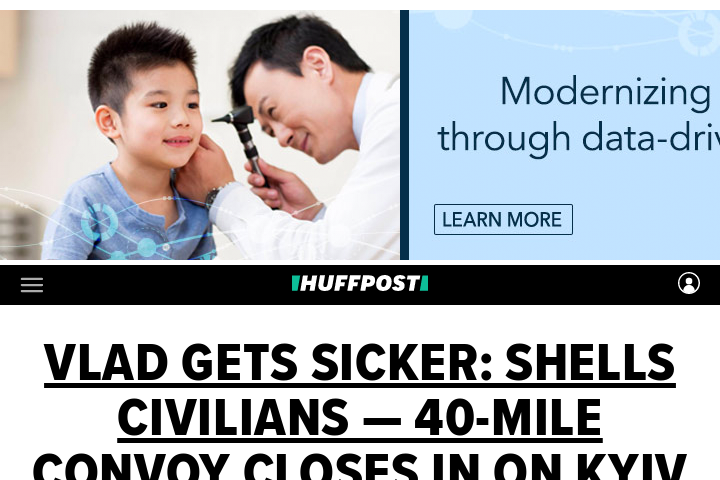 Modernizing
through data-driv
LEARN MORE
HUFFPOST
VLAD GETS SICKER: SHELLS
CIVILIANS — 40-MILE
CONVOY CLOSES IN ON KYIV